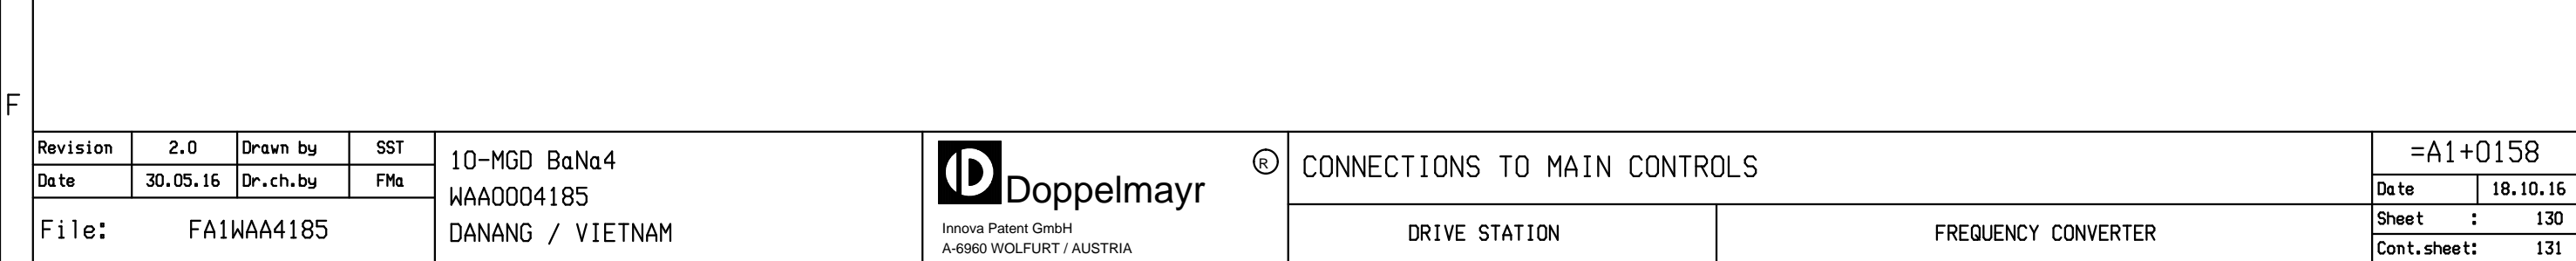 F
Revision 2.0 Drawn by SST
Date 30.05.16 Dr.ch.by FMa
File: FA1WAA4185
10-MGD BaNa4
WAA0004185
DANANG / VIETNAM
Doppelmayr ®
Innova Patent GmbH
A-6960 WOLFURT / AUSTRIA
CONNECTIONS TO MAIN CONTROLS
DRIVE STATION
FREQUENCY CONVERTER
=A1+0158
Date 18.10.16
Sheet : 130
Cont.sheet: 131